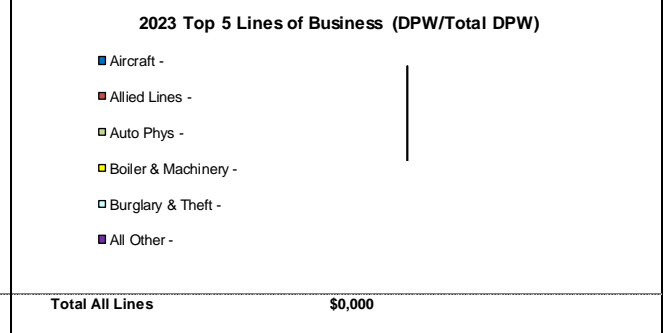 2023 Top 5 Lines of Business (DPW/Total DPW)
Aircraft -
Allied Lines -
Auto Phys -
Boiler & Machinery -
Burglary & Theft -
All Other -
Total All Lines $0,000